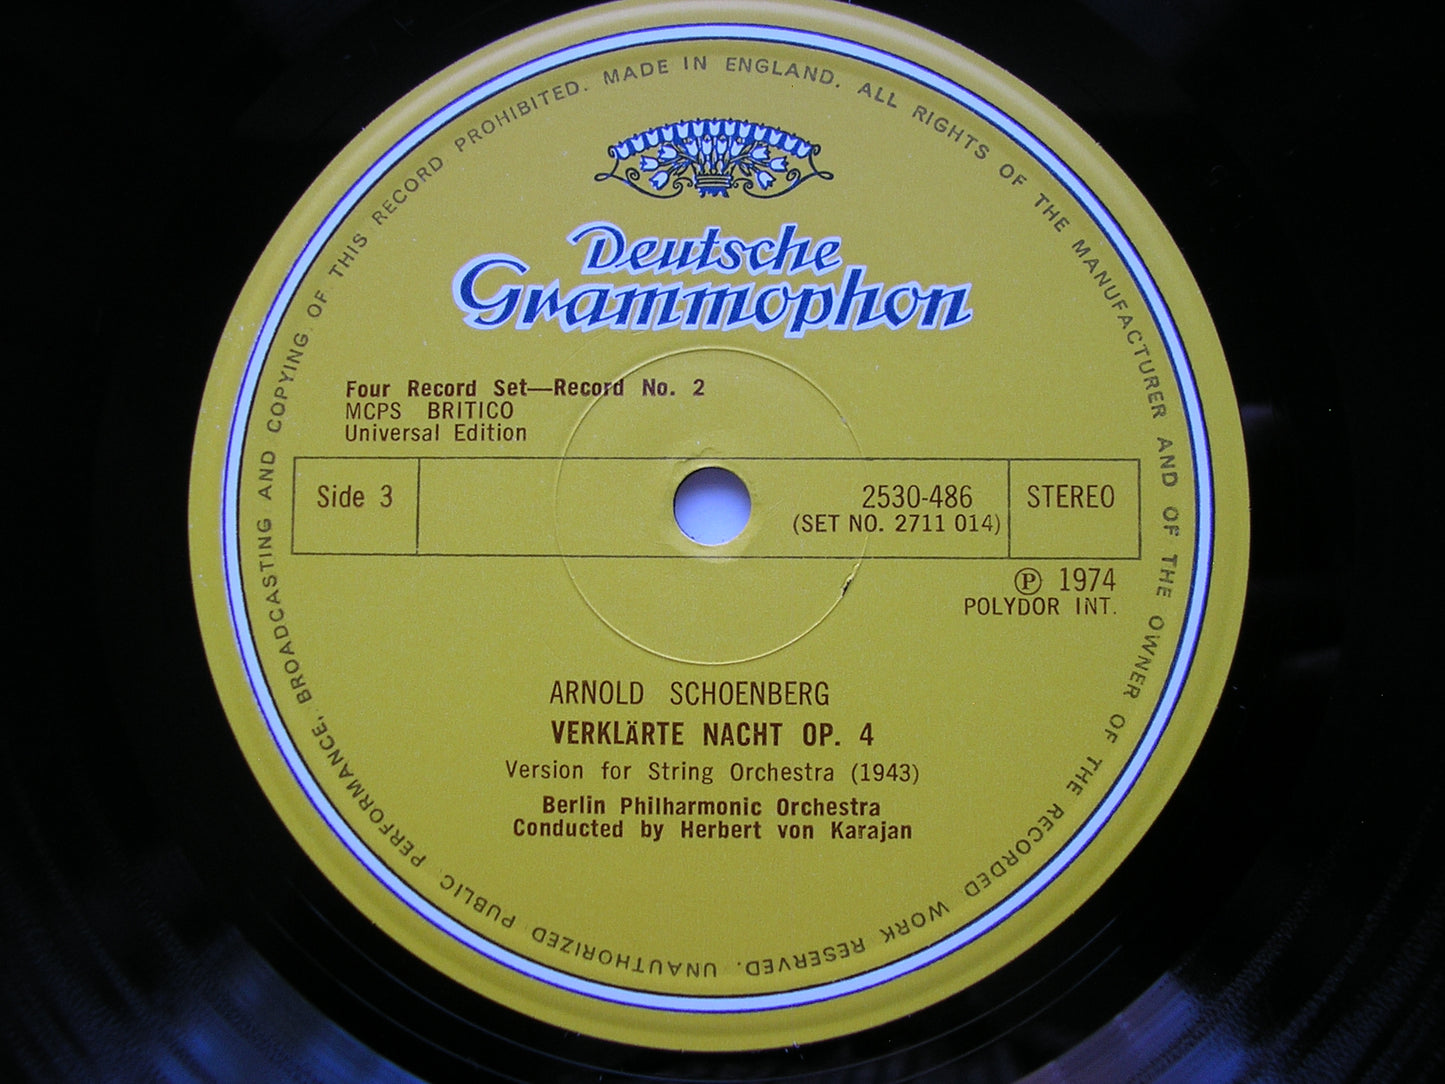 MADE IN ENGLAND. ALL RIGHTS OF THE MANUFACTURER AND OF THE OWNER OF THE RECORDED WORK RESERVED. UNAUTHORIZED PUBLIC PERFORMANCE, BROADCASTING AND COPYING OF THIS RECORD PROHIBITED.
Deutsche
Grammophon
Four Record Set—Record No. 2
MCPS BRITICO
Universal Edition
Side 3
2530-486
(SET NO. 2711 014)
STEREO
Ⓟ 1974
POLYDOR INT.
ARNOLD SCHOENBERG
VERKLÄRTE NACHT OP. 4
Version for String Orchestra (1943)
Berlin Philharmonic Orchestra
Conducted by Herbert von Karajan